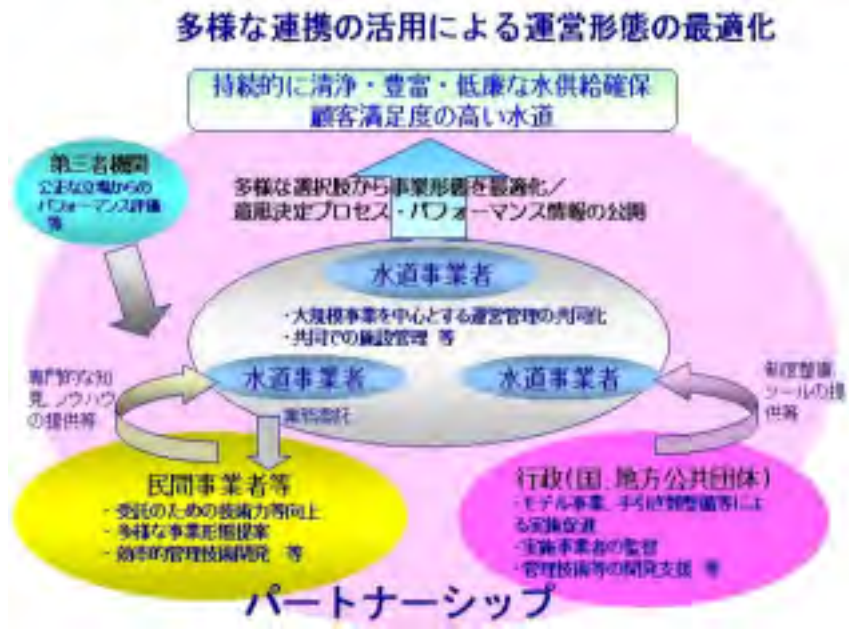 多様な連携の活用による運営形態の最適化
持続的に清浄・豊富・低廉な水供給確保
顧客満足度の高い水道
第三者機関
公正な立場からの
パフォーマンス評価
等
多様な選択肢から事業形態を最適化／
意思決定プロセス・パフォーマンス情報の公開
水道事業者
・大規模事業を中心とする運営管理の共同化
・共同での施設管理 等
水道事業者
水道事業者
専門的な知
見、ノウハウ
の提供等
業務委託
制度整備、
ツールの提
供等
民間事業者等
・受託のための技術力等向上
・多様な事業形態提案
・効率的管理技術開発 等
行政(国、地方公共団体)
・モデル事業、手引き類整備等によ
る実施促進
・実施事業者の監督
・管理技術等の開発支援 等
パートナーシップ